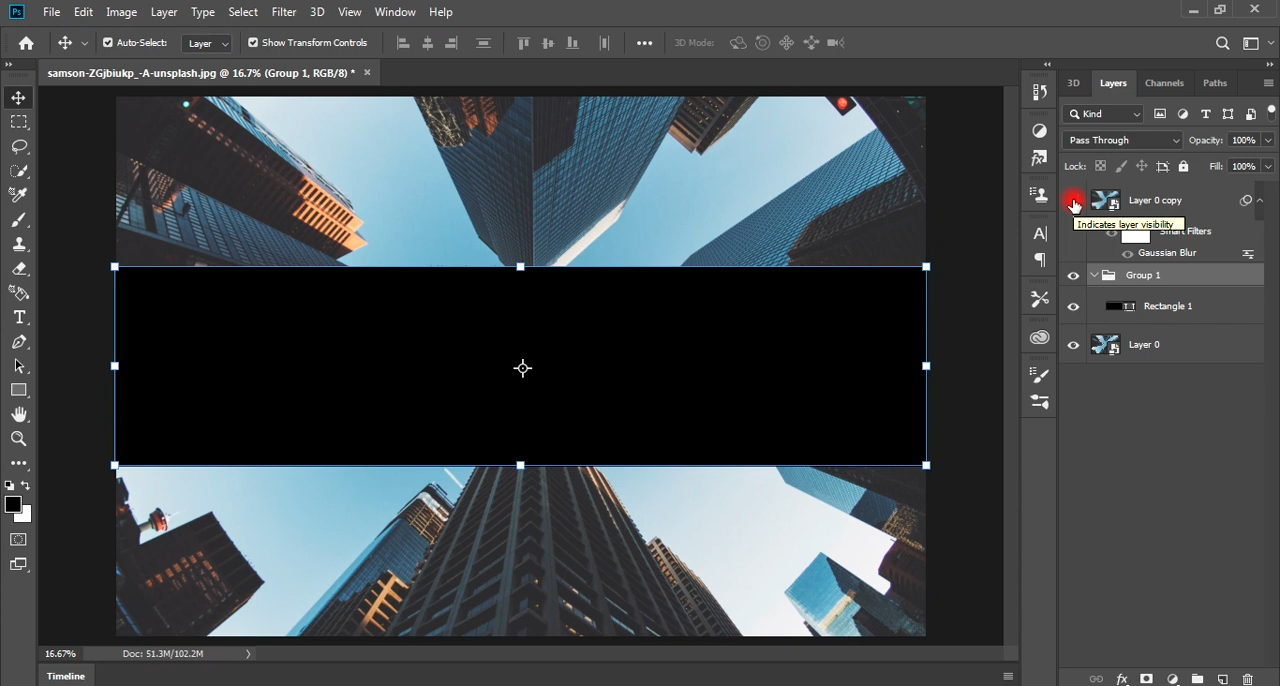 Ps File Edit Image Layer Type Select Filter 3D View Window Help
Auto-Select: Layer Show Transform Controls 3D Mode:
samson-ZGjbiukp_-A-unsplash.jpg @ 16.7% (Group 1, RGB/8) * ×
3D Layers Channels Paths
Kind
Pass Through Opacity: 100%
Lock: Fill: 100%
Layer 0 copy
Indicates layer visibility
Smart Filters
Gaussian Blur
Group 1
Rectangle 1
Layer 0
16.67% Doc: 51.3M/102.2M
Timeline